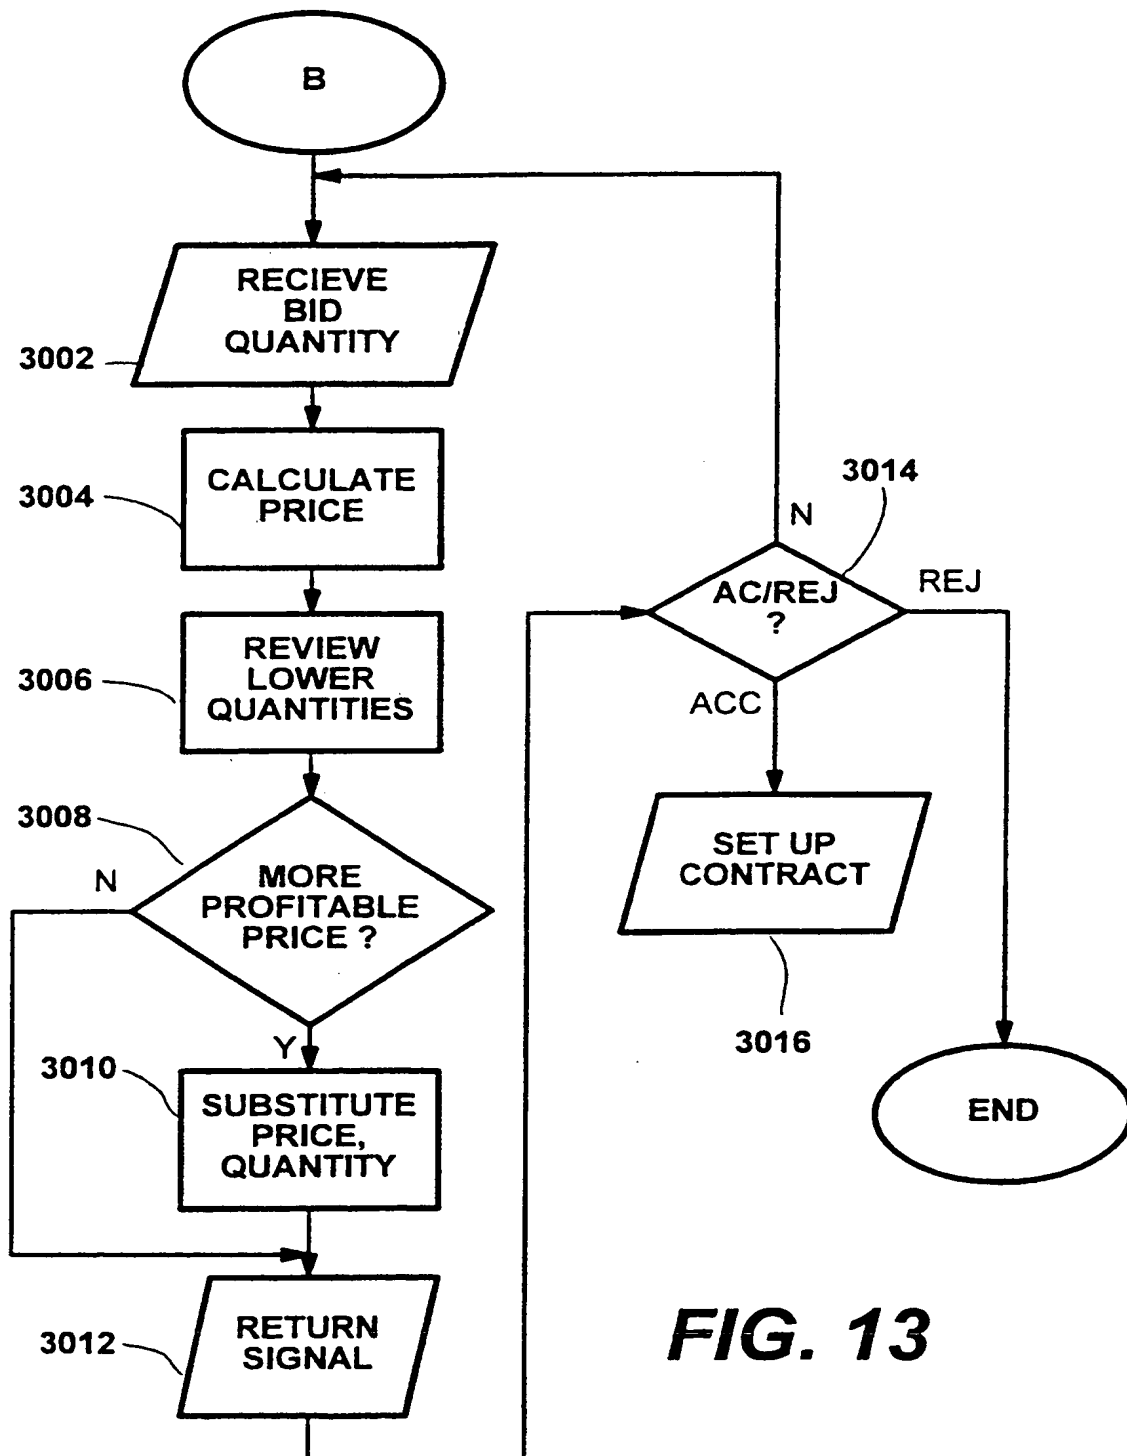 B
RECIEVE
BID
QUANTITY
3002
CALCULATE
PRICE
3004
REVIEW
LOWER
QUANTITIES
3006
3008
MORE
PROFITABLE
PRICE ?
N
Y
3010
SUBSTITUTE
PRICE,
QUANTITY
3012
RETURN
SIGNAL
3014
N
AC/REJ
?
REJ
ACC
SET UP
CONTRACT
3016
END
FIG. 13